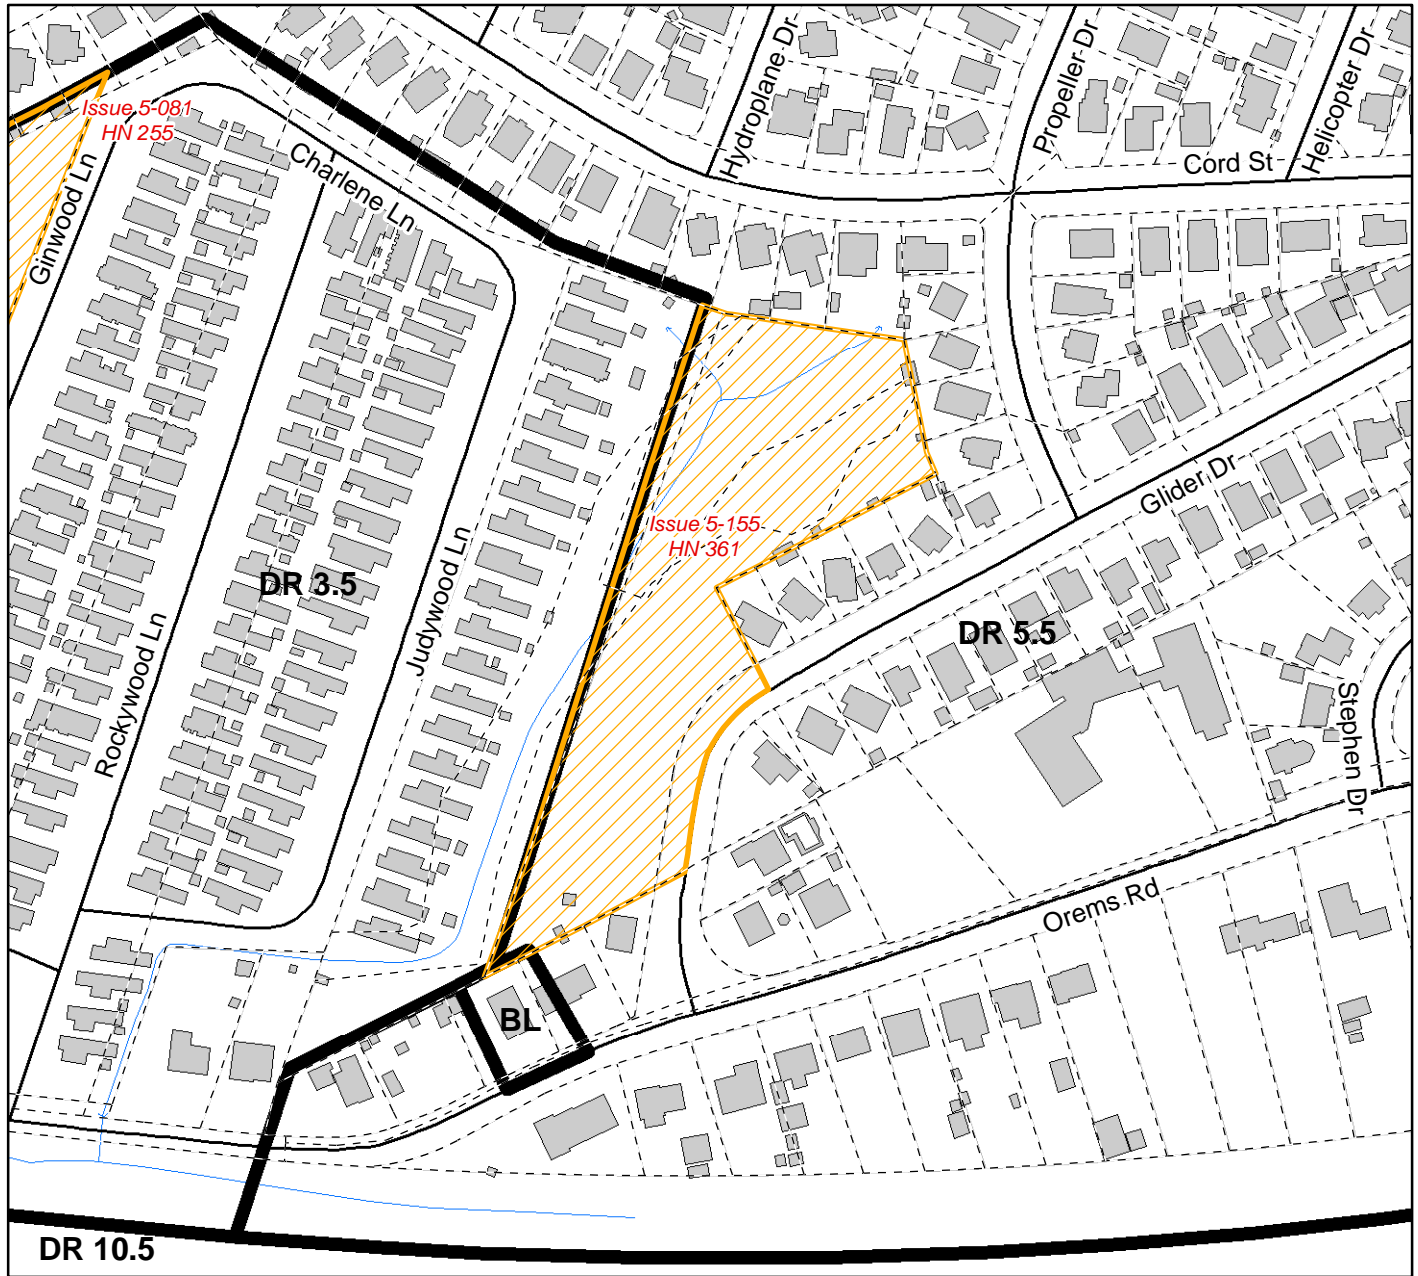 Hydroplane Dr
Propeller Dr
Helicopter Dr
Issue 5-081
HN 255
Cord St
Charlene Ln
Ginwood Ln
Glider Dr
Issue 5-155
HN 361
DR 3.5
Judywood Ln
DR 5.5
Rockywood Ln
Stephen Dr
Orems Rd
BL
DR 10.5